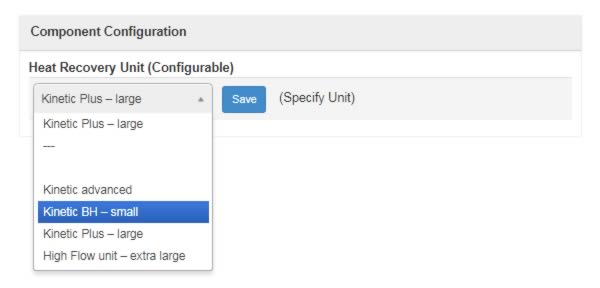 Component Configuration
Heat Recovery Unit (Configurable)
Kinetic Plus – large Save (Specify Unit)
Kinetic Plus – large
---
Kinetic advanced
Kinetic BH – small
Kinetic Plus – large
High Flow unit – extra large